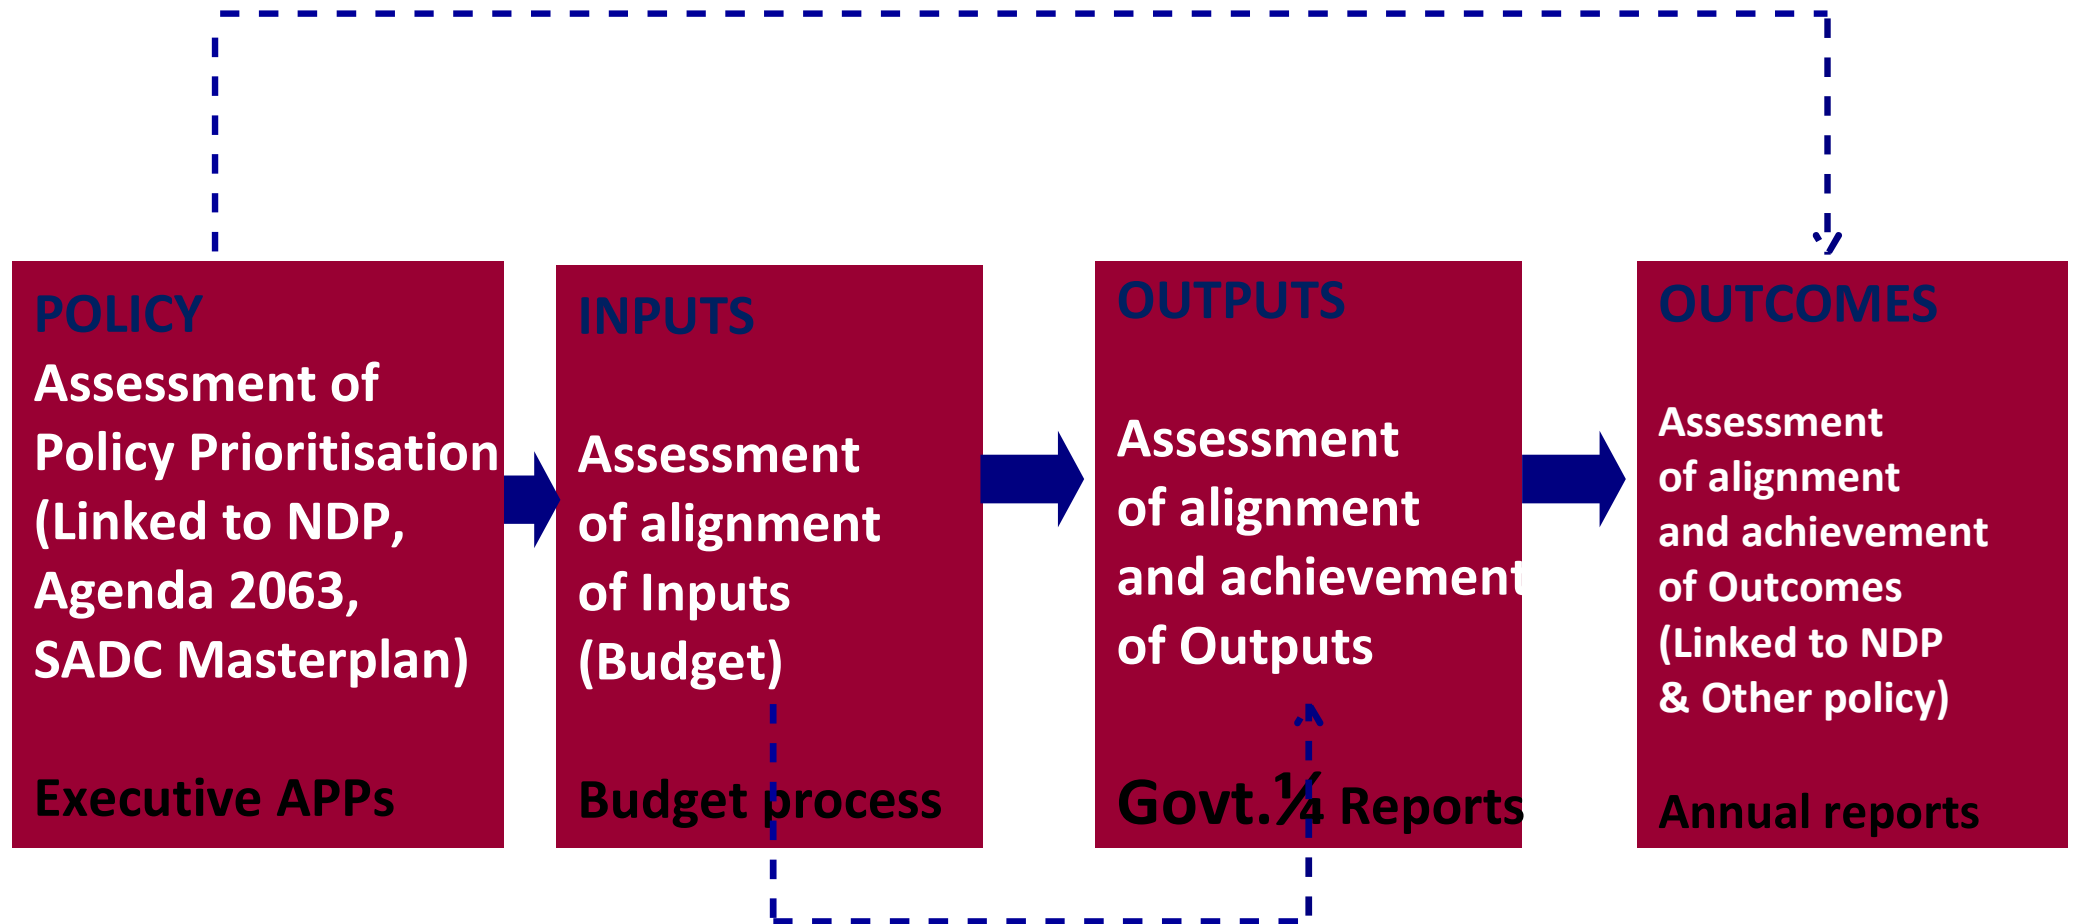 POLICY
Assessment of
Policy Prioritisation
(Linked to NDP,
Agenda 2063,
SADC Masterplan)
Executive APPs
INPUTS
Assessment
of alignment
of Inputs
(Budget)
Budget process
OUTPUTS
Assessment
of alignment
and achievement
of Outputs
Govt.¼ Reports
OUTCOMES
Assessment
of alignment
and achievement
of Outcomes
(Linked to NDP
& Other policy)
Annual reports